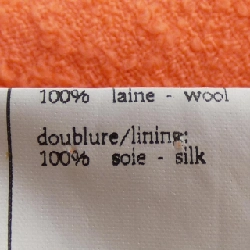 100% laine - wool
doublure/lining:
100% soie - silk